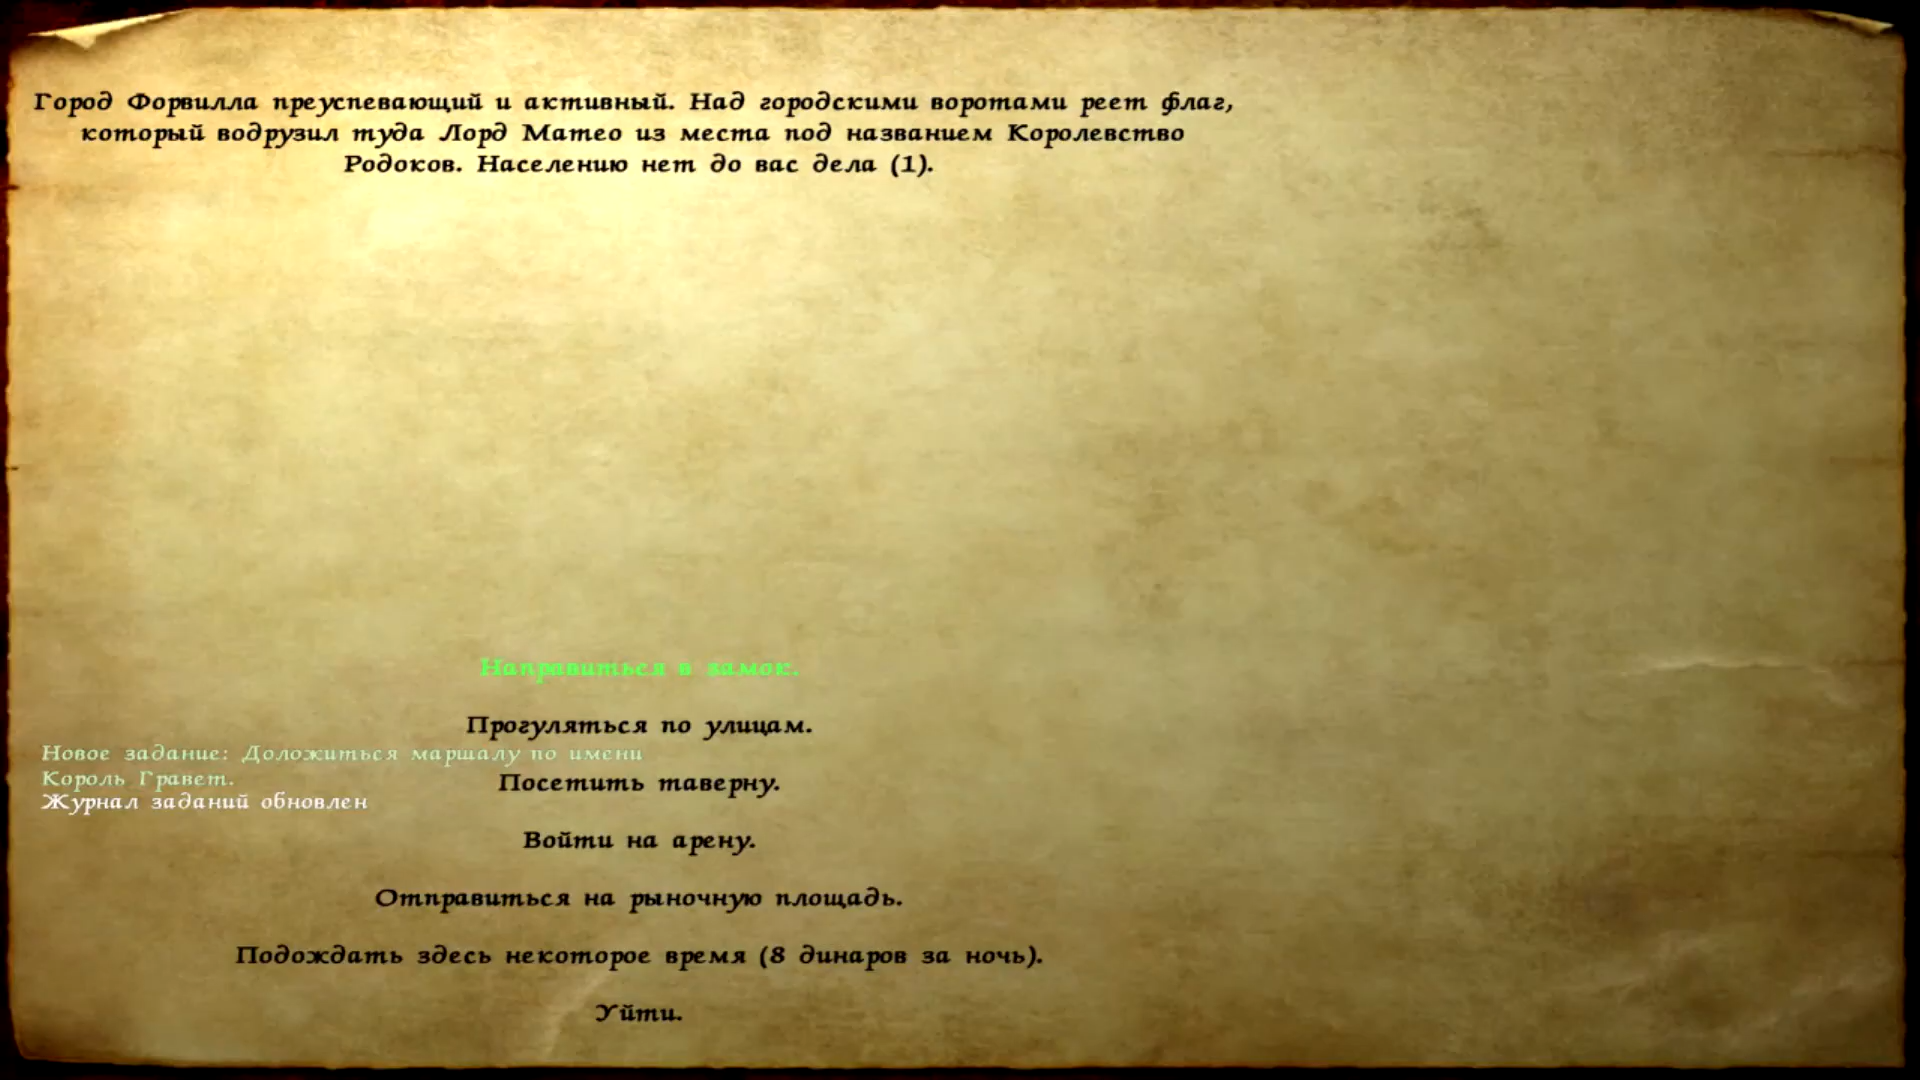 Город Форвилла преуспевающий и активный. Над городскими воротами реет флаг,
который водрузил туда Лорд Матео из места под названием Королевство
Родоков. Населению нет до вас дела (1).
Направиться в замок.
Прогуляться по улицам.
Новое задание: Доложиться маршалу по имени
Король Гравет.
Посетить таверну.
Журнал заданий обновлен
Войти на арену.
Отправиться на рыночную площадь.
Подождать здесь некоторое время (8 динаров за ночь).
Уйти.